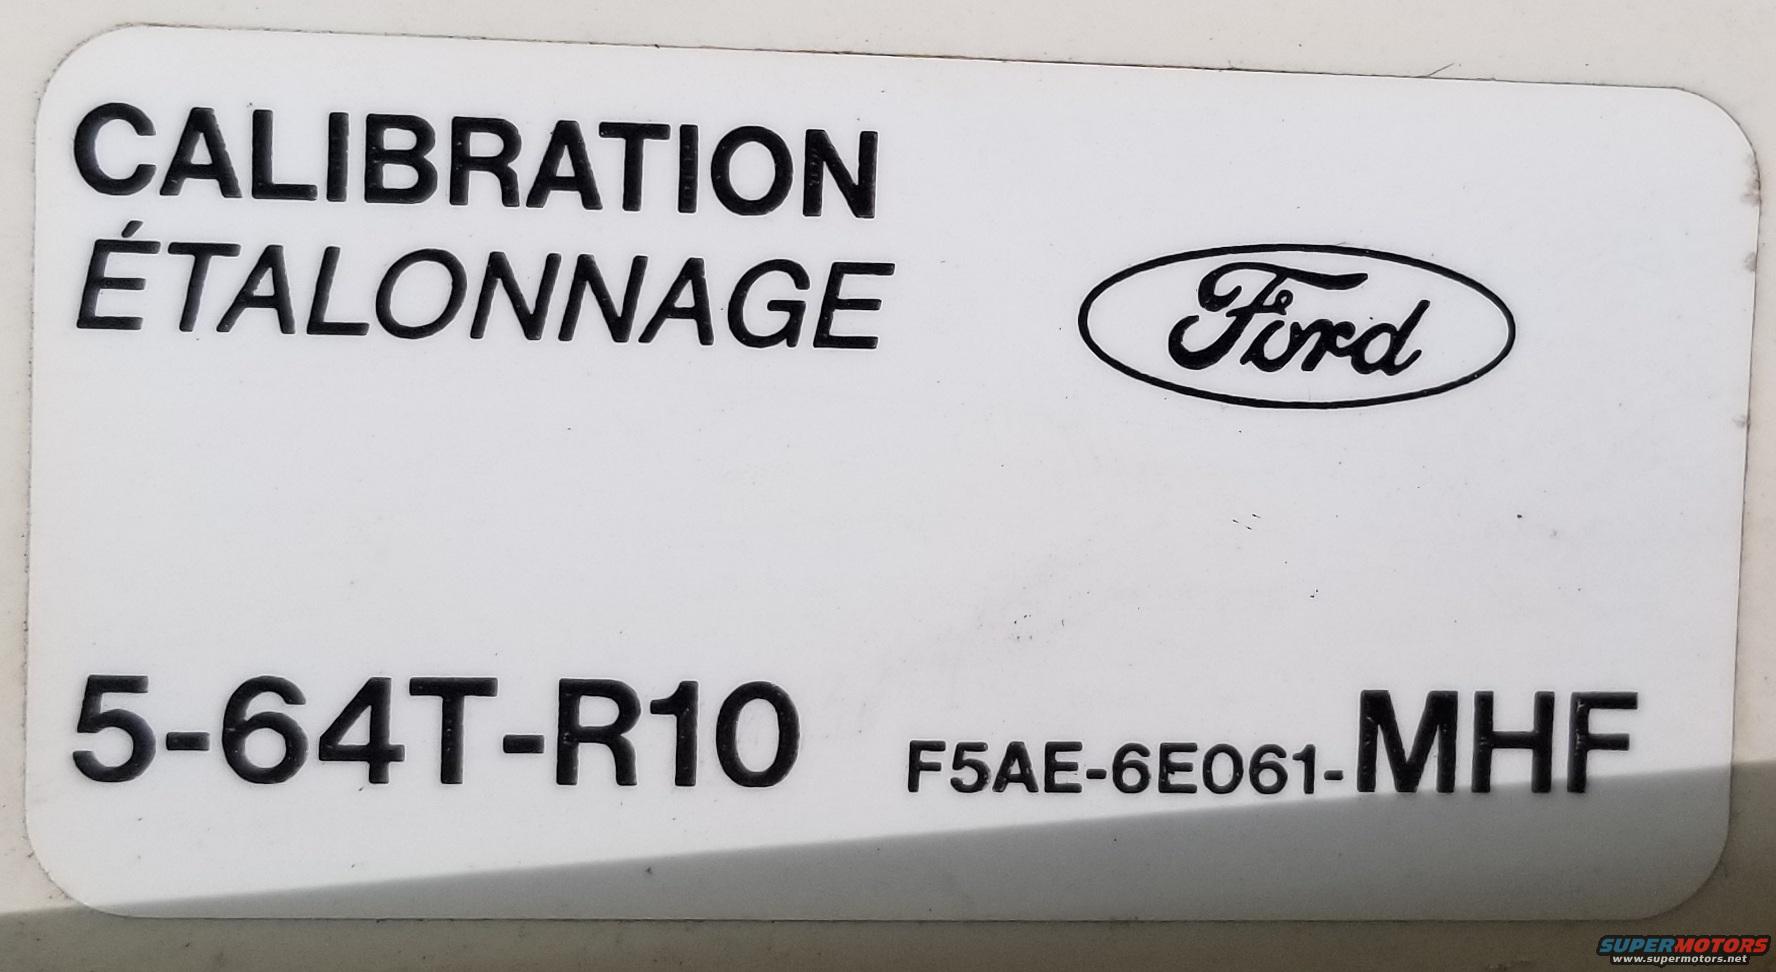 CALIBRATION
ÉTALONNAGE
Ford
5-64T-R10 F5AE-6E061-MHF
SUPERMOTORS
www.supermotors.net